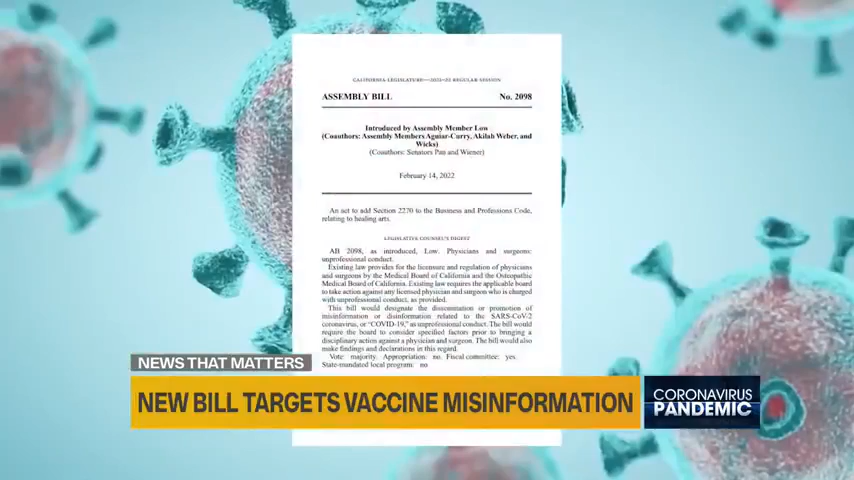 CALIFORNIA LEGISLATURE—2021–22 REGULAR SESSION
ASSEMBLY BILL No. 2098
Introduced by Assembly Member Low
(Coauthors: Assembly Members Aguiar-Curry, Akilah Weber, and
Wicks)
(Coauthors: Senators Pan and Wiener)
February 14, 2022
An act to add Section 2270 to the Business and Professions Code,
relating to healing arts.
LEGISLATIVE COUNSEL'S DIGEST
AB 2098, as introduced, Low. Physicians and surgeons:
unprofessional conduct.
Existing law provides for the licensure and regulation of physicians
and surgeons by the Medical Board of California and the Osteopathic
Medical Board of California. Existing law requires the applicable board
to take action against any licensed physician and surgeon who is charged
with unprofessional conduct, as provided.
This bill would designate the dissemination or promotion of
misinformation or disinformation related to the SARS-CoV-2
coronavirus, or “COVID-19,” as unprofessional conduct. The bill would
require the board to consider specified factors prior to bringing a
disciplinary action against a physician and surgeon. The bill would also
make findings and declarations in this regard.
Vote: majority. Appropriation: no. Fiscal committee: yes.
State-mandated local program: no
NEWS THAT MATTERS
NEW BILL TARGETS VACCINE MISINFORMATION
CORONAVIRUS
PANDEMIC